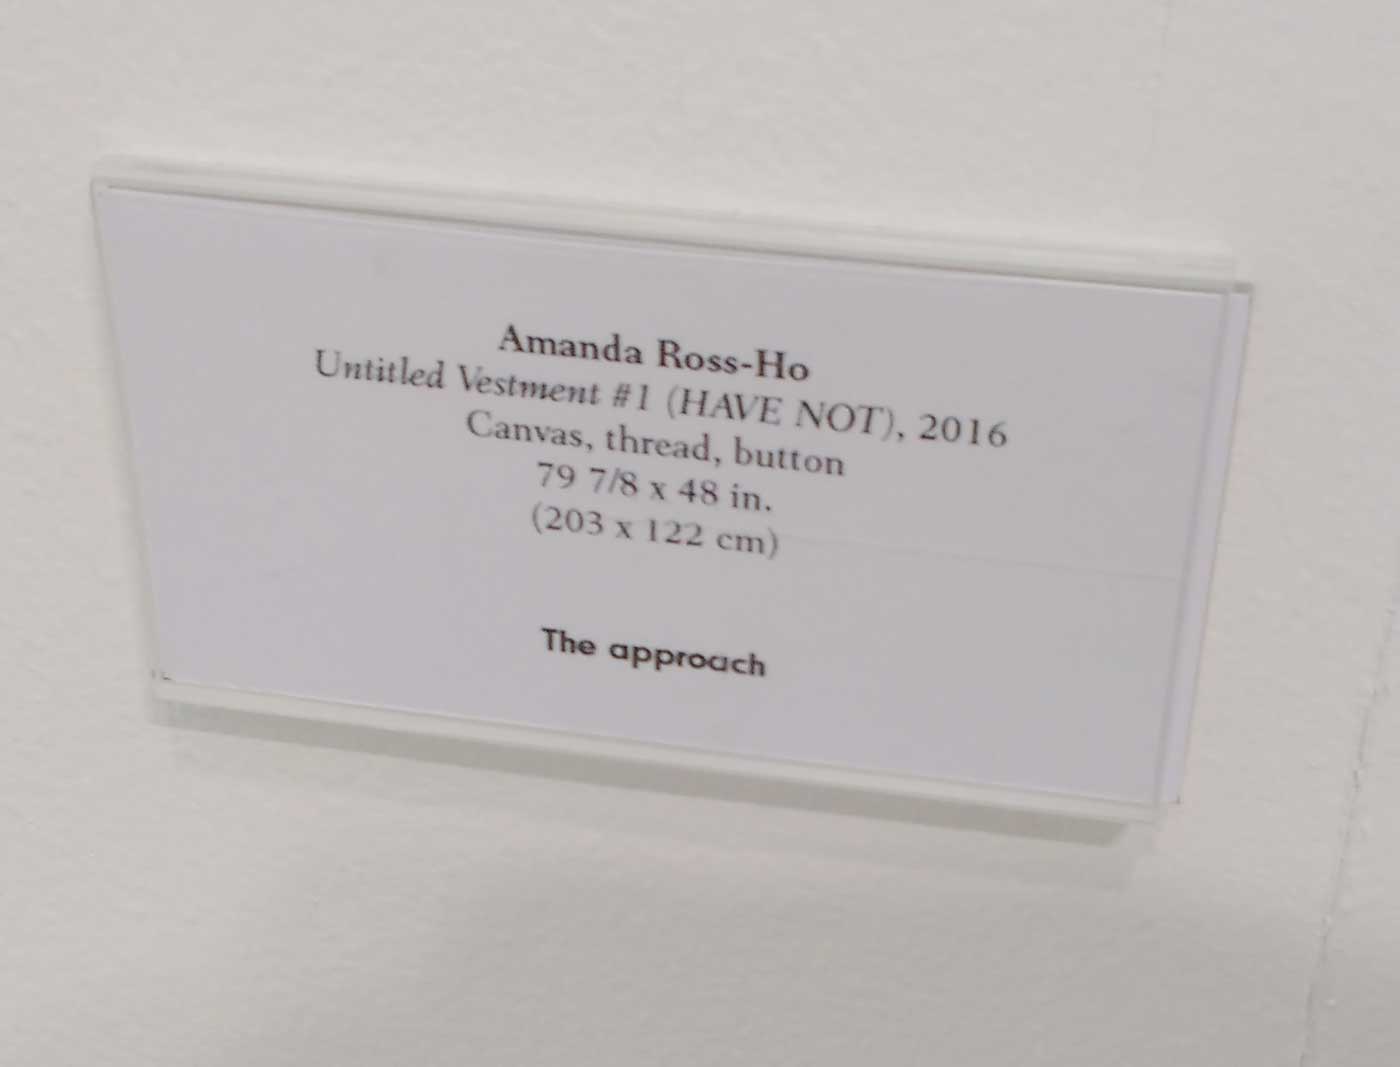 Amanda Ross-Ho
Untitled Vestment #1 (HAVE NOT), 2016
Canvas, thread, button
79 7/8 x 48 in.
(203 x 122 cm)
The approach